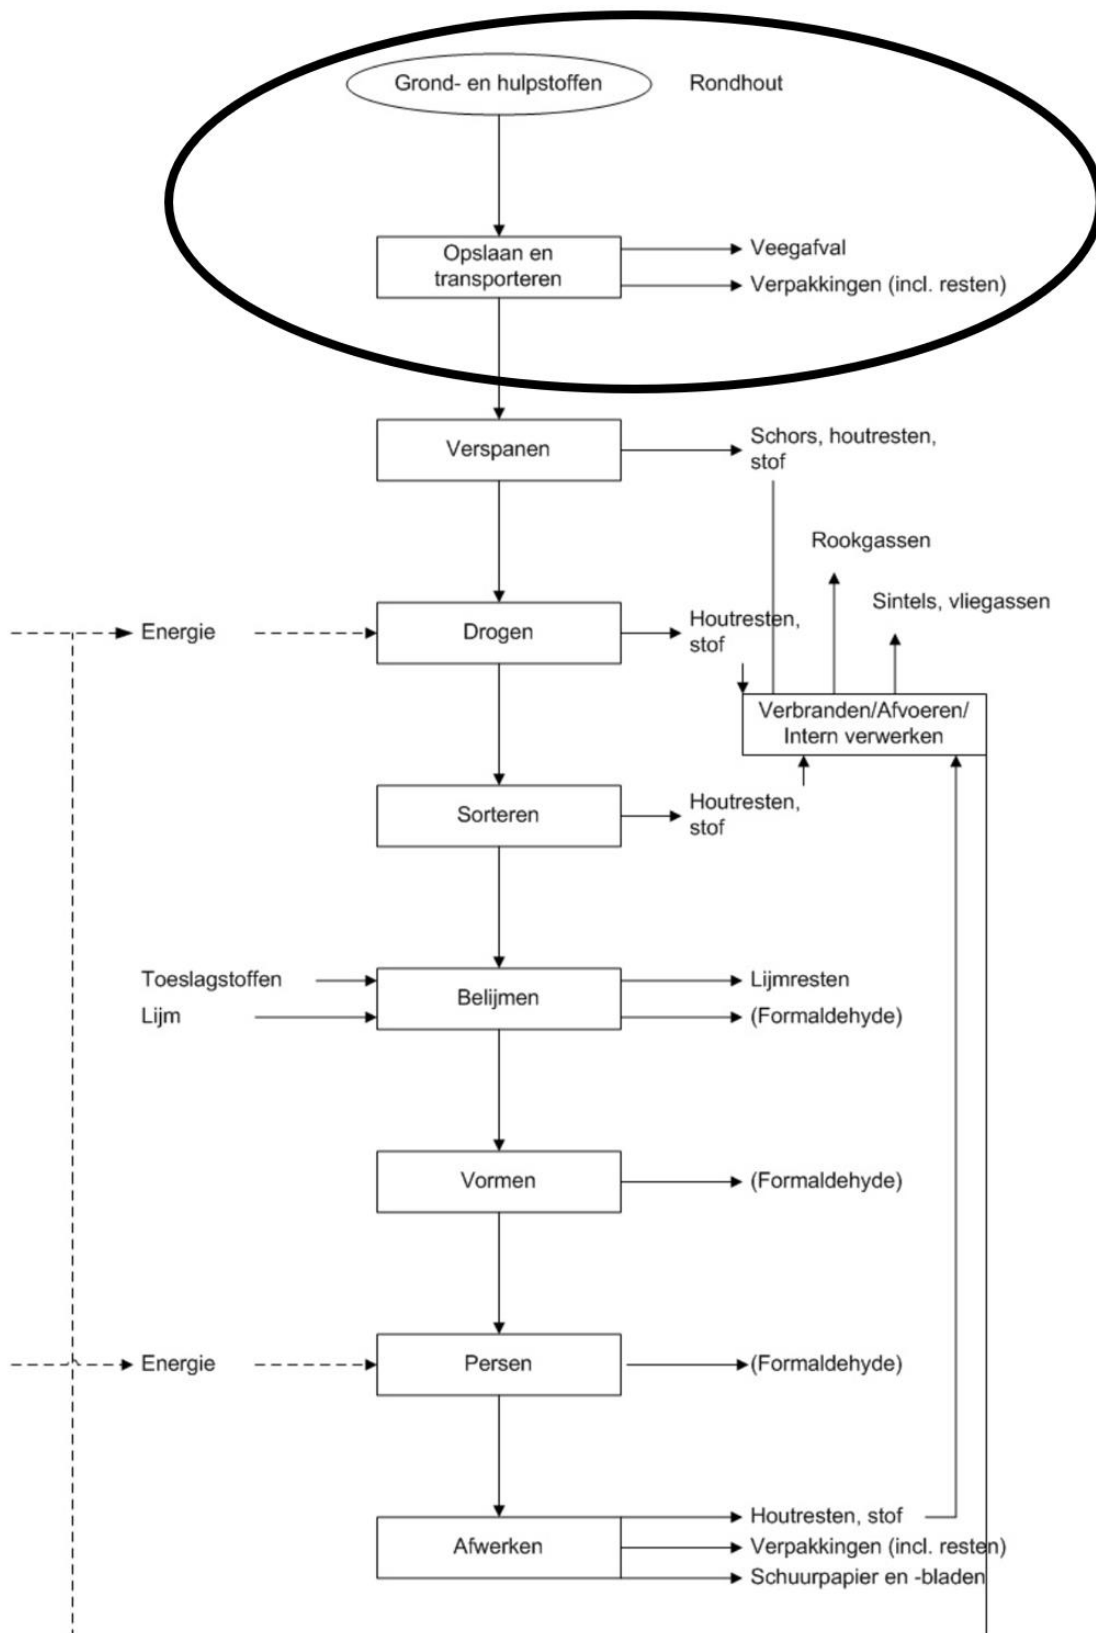 Grond- en hulpstoffen
Rondhout
Opslaan en
transporteren
Veegafval
Verpakkingen (incl. resten)
Verspanen
Schors, houtresten,
stof
Rookgassen
Sintels, vliegassen
Energie
Drogen
Houtresten,
stof
Verbranden/Afvoeren/
Intern verwerken
Sorteren
Houtresten,
stof
Toeslagstoffen
Lijm
Belijmen
Lijmresten
(Formaldehyde)
Vormen
(Formaldehyde)
Energie
Persen
(Formaldehyde)
Afwerken
Houtresten, stof
Verpakkingen (incl. resten)
Schuurpapier en -bladen